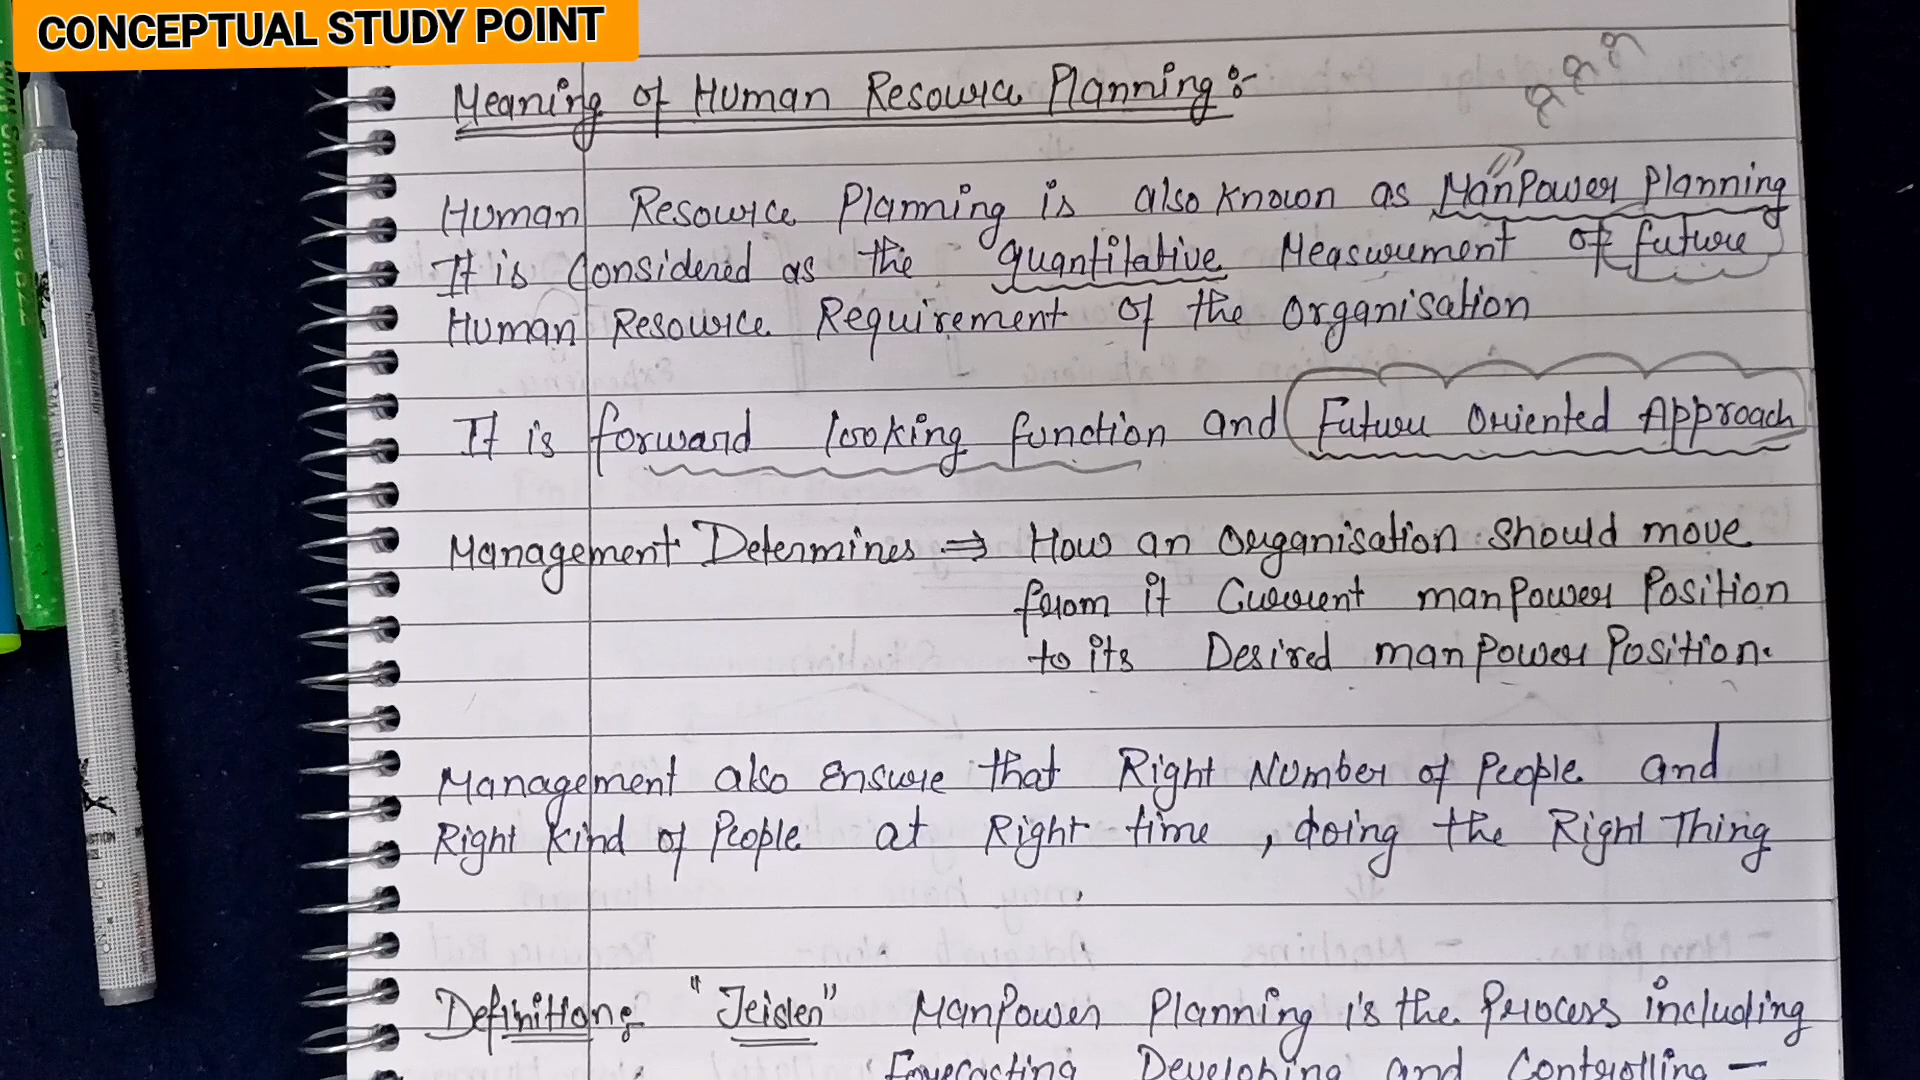 CONCEPTUAL STUDY POINT
Meaning of Human Resource Planning :-
Human Resource Planning is also known as ManPower Planning
It is Considered as the quantitative Measurement of future
Human Resource Requirement of the Organisation
It is forward looking function and Future Oriented Approach
Management Determines ⇒ How an Organisation should move
from it Current manpower Position
to its Desired manpower Position.
Management also Ensure that Right Number of People and
Right Kind of People at Right time , doing the Right Thing
Definition: "Jeisler" ManPower Planning is the Process including
Forecasting Developing and Controlling –